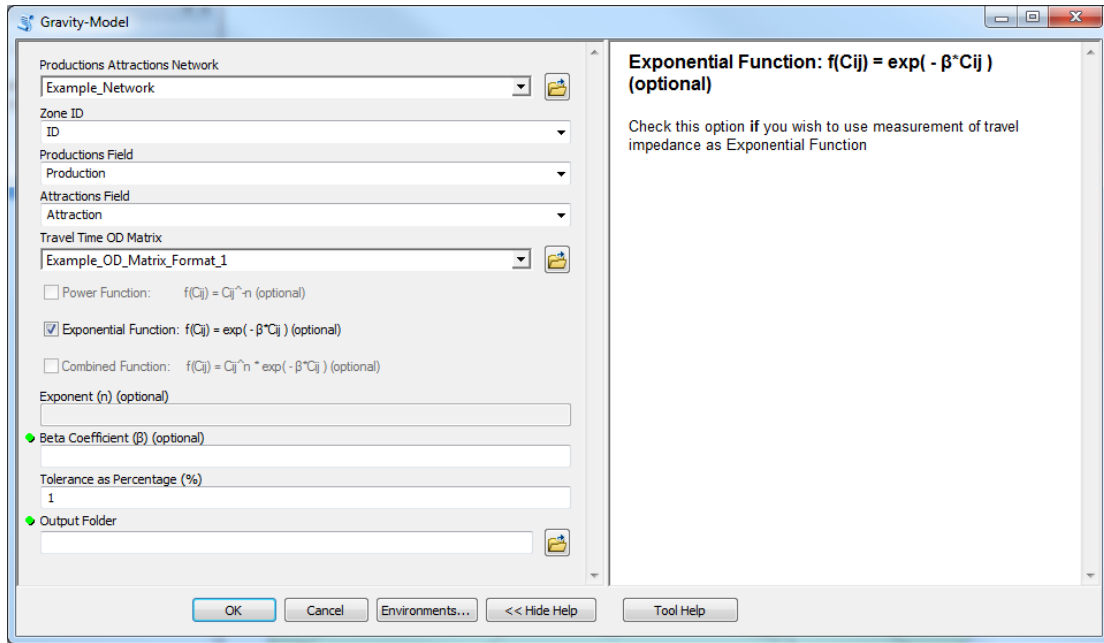 Gravity-Model
Productions Attractions Network
Example_Network
Zone ID
ID
Productions Field
Production
Attractions Field
Attraction
Travel Time OD Matrix
Example_OD_Matrix_Format_1
Power Function: f(Cij) = Cij^-n (optional)
Exponential Function: f(Cij) = exp( - β*Cij ) (optional)
Combined Function: f(Cij) = Cij^n * exp( - β*Cij ) (optional)
Exponent (n) (optional)
Beta Coefficient (β) (optional)
Tolerance as Percentage (%)
1
Output Folder
Exponential Function: f(Cij) = exp( - β*Cij )
(optional)
Check this option if you wish to use measurement of travel
impedance as Exponential Function
OK Cancel Environments... << Hide Help Tool Help